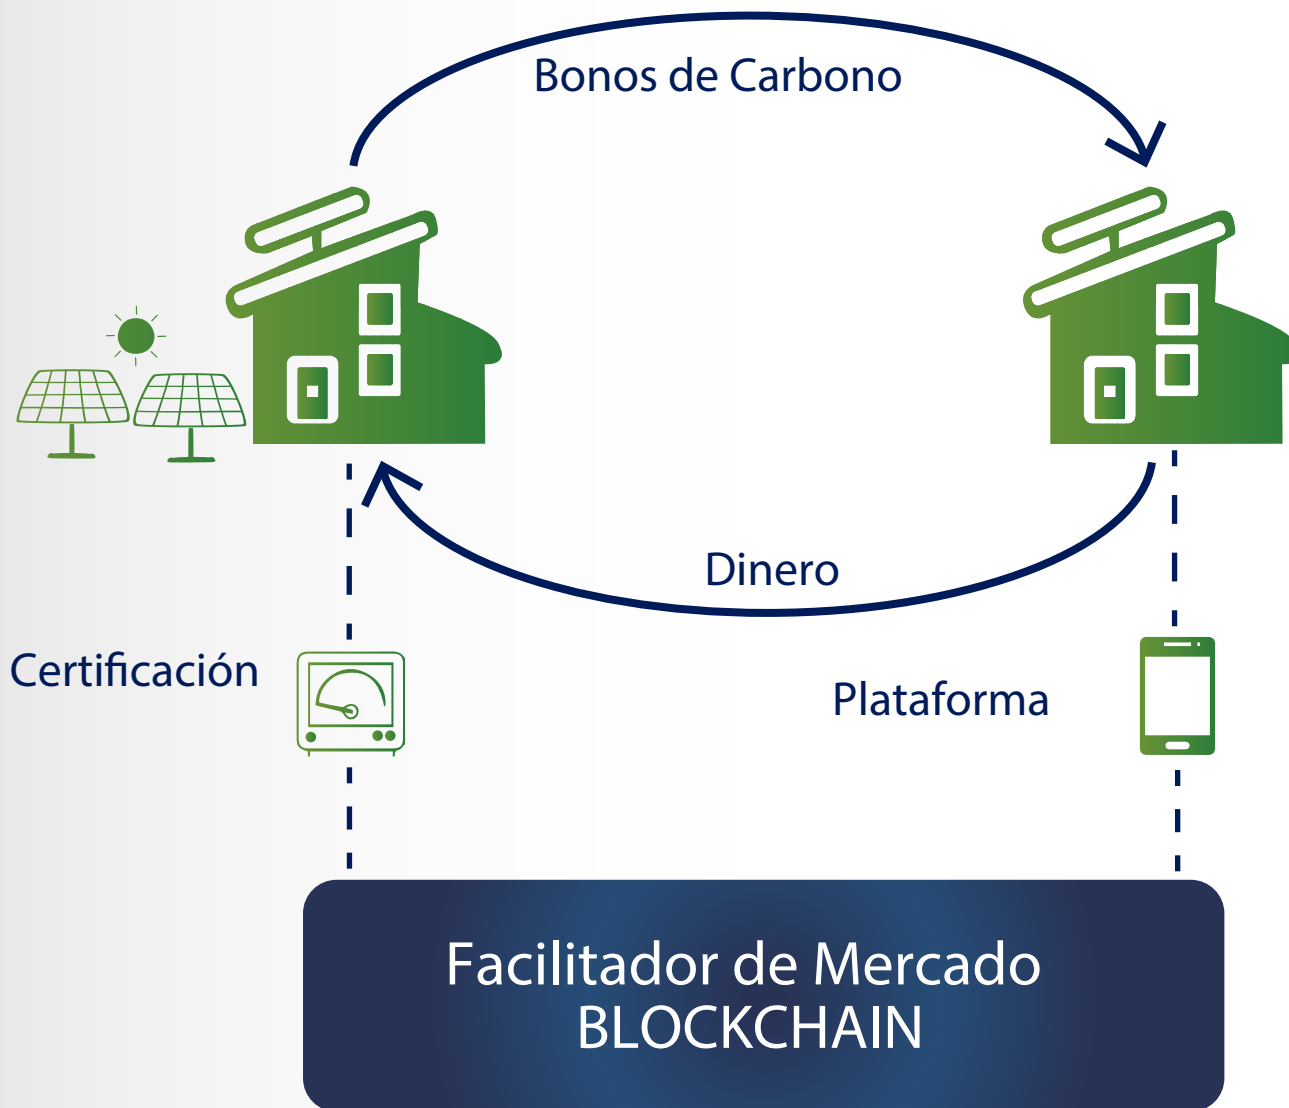 Bonos de Carbono
Dinero
Certificación
Plataforma
Facilitador de Mercado
BLOCKCHAIN